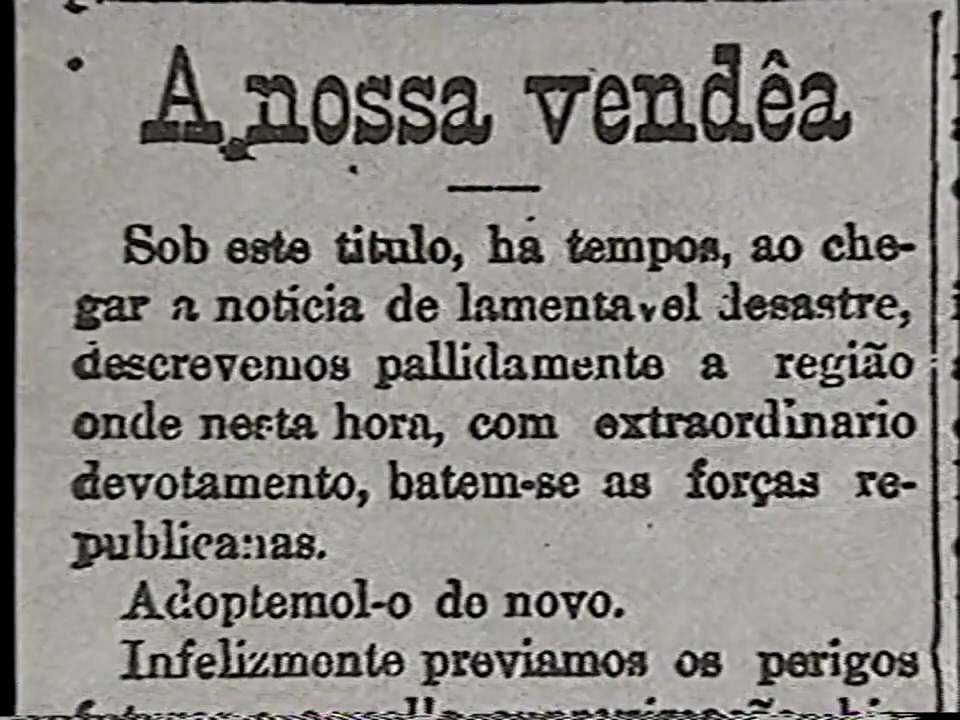 A nossa vendêa
Sob este titulo, ha tempos, ao che-
gar a noticia de lamentavel desastre,
descrevemos pallidamente a região
onde nesta hora, com extraordinario
devotamento, batem-se as forças re-
publicanas.
Adoptemol-o de novo.
Infelizmente previamos os perigos